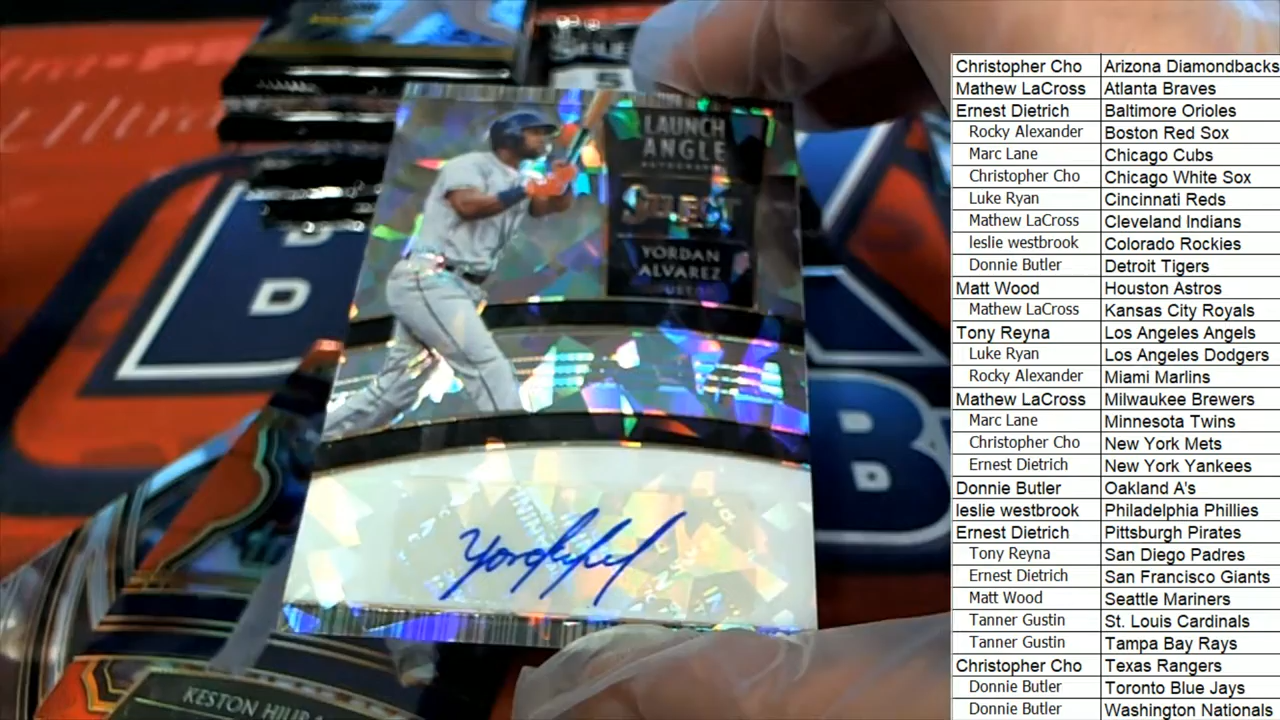 SELE
5
LAUNCH
ANGLE
AUTOGRAPHS
SELECT
YORDAN
ALVAREZ
D
B
KESTON HIURA
Christopher Cho Arizona Diamondbacks
Mathew LaCross Atlanta Braves
Ernest Dietrich Baltimore Orioles
Rocky Alexander Boston Red Sox
Marc Lane Chicago Cubs
Christopher Cho Chicago White Sox
Luke Ryan Cincinnati Reds
Mathew LaCross Cleveland Indians
leslie westbrook Colorado Rockies
Donnie Butler Detroit Tigers
Matt Wood Houston Astros
Mathew LaCross Kansas City Royals
Tony Reyna Los Angeles Angels
Luke Ryan Los Angeles Dodgers
Rocky Alexander Miami Marlins
Mathew LaCross Milwaukee Brewers
Marc Lane Minnesota Twins
Christopher Cho New York Mets
Ernest Dietrich New York Yankees
Donnie Butler Oakland A's
leslie westbrook Philadelphia Phillies
Ernest Dietrich Pittsburgh Pirates
Tony Reyna San Diego Padres
Ernest Dietrich San Francisco Giants
Matt Wood Seattle Mariners
Tanner Gustin St. Louis Cardinals
Tanner Gustin Tampa Bay Rays
Christopher Cho Texas Rangers
Donnie Butler Toronto Blue Jays
Donnie Butler Washington Nationals